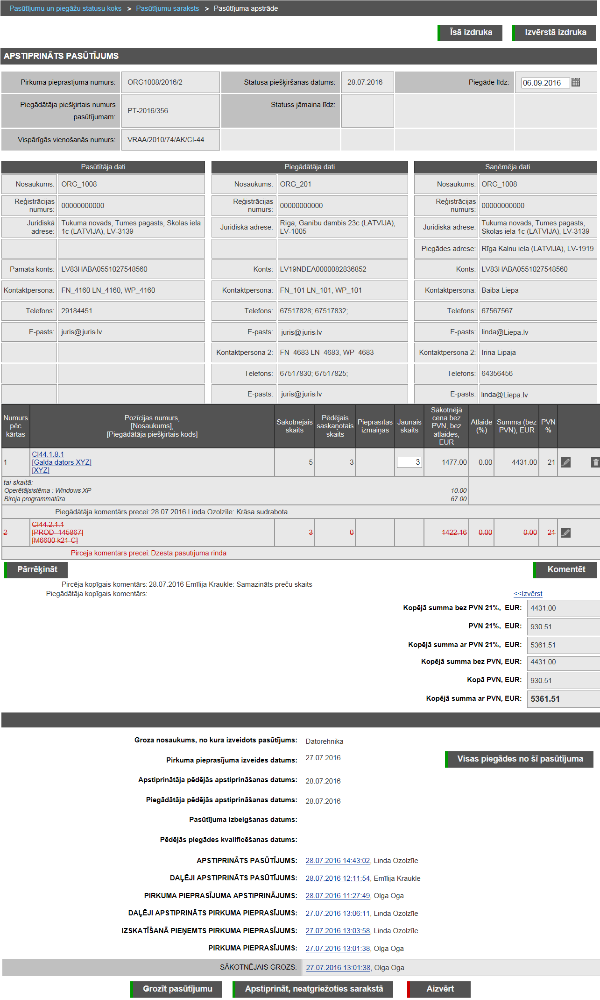 Pasūtījumu un piegāžu statusu koks > Pasūtījumu saraksts > Pasūtījuma apstrāde
Īsā izdruka Izvērstā izdruka
APSTIPRINĀTS PASŪTĪJUMS
Pirkuma pieprasījuma numurs: ORG1008/2016/2 Statusa piešķiršanas datums: 28.07.2016 Piegāde līdz: 06.09.2016
Piegādātāja piešķirtais numurs pasūtījumam: PT-2016/356 Statuss jāmaina līdz:
Vispārīgās vienošanās numurs: VRAA/2010/74/AK/CI-44
Pasūtītāja dati
Nosaukums: ORG_1008
Reģistrācijas numurs: 00000000000
Juridiskā adrese: Tukuma novads, Tumes pagasts, Skolas iela 1c (LATVIJA), LV-3139
Pamata konts: LV83HABA0551027548560
Kontaktpersona: FN_4160 LN_4160, WP_4160
Telefons: 29184451
E-pasts: juris@juris.lv
Piegādātāja dati
Nosaukums: ORG_201
Reģistrācijas numurs: 00000000000
Juridiskā adrese: Rīga, Ganību dambis 23c (LATVIJA), LV-1005
Konts: LV19NDEA0000082836852
Kontaktpersona: FN_101 LN_101, WP_101
Telefons: 67517828; 67517832;
E-pasts: juris@juris.lv
Kontaktpersona 2: FN_4683 LN_4683, WP_4683
Telefons: 67517830; 67517825;
E-pasts: juris@juris.lv
Saņēmēja dati
Nosaukums: ORG_1008
Reģistrācijas numurs: 00000000000
Juridiskā adrese: Tukuma novads, Tumes pagasts, Skolas iela 1c (LATVIJA), LV-3139
Piegādes adrese: Rīga Kalnu iela (LATVIJA), LV-1919
Konts: LV83HABA0551027548560
Kontaktpersona: Baiba Liepa
Telefons: 67567567
E-pasts: linda@Liepa.lv
Kontaktpersona 2: Irina Lipaja
Telefons: 64356456
E-pasts: linda@Liepa.lv
Numurs pēc kārtas
Pozīcijas numurs,
[Nosaukums],
[Piegādātāja piešķirtais kods]
Sākotnējais skaits
Pēdējais saskaņotais skaits
Pieprasītas izmaiņas
Jaunais skaits
Sākotnējā cena bez PVN, bez atlaides, EUR
Atlaide (%)
Summa (bez PVN), EUR
PVN %
1
CI44.1.8.1
[Galda dators XYZ]
[XYZ]
5 3 3 1477.00 0.00 4431.00 21
tai skaitā:
Operētājsistēma : Windows XP 10.00
Biroja programmatūra 67.00
Piegādātāja komentārs precei: 28.07.2016 Linda Ozolzīle: Krāsa sudrabota
2
CI44.2.1.1
[PROD_145867]
[M6600 k21-C]
3 0 1422.16 0.00 0.00 21
Pircēja komentārs precei: Dzēsta pasūtījuma rinda
Pārrēķināt Komentēt
Pircēja kopīgais komentārs: 28.07.2016 Emīlija Kraukle: Samazināts preču skaits
Piegādātāja kopīgais komentārs: <<Izvērst
Kopējā summa bez PVN 21%, EUR: 4431.00
PVN 21%, EUR: 930.51
Kopējā summa ar PVN 21%, EUR: 5361.51
Kopējā summa bez PVN, EUR: 4431.00
Kopā PVN, EUR: 930.51
Kopējā summa ar PVN, EUR: 5361.51
Groza nosaukums, no kura izveidots pasūtījums: Datorehnika
Pirkuma pieprasījuma izveides datums: 27.07.2016
Visas piegādes no šī pasūtījuma
Apstiprinātāja pēdējās apstiprināšanas datums: 28.07.2016
Piegādātāja pēdējās apstiprināšanas datums: 28.07.2016
Pasūtījuma izbeigšanas datums:
Pēdējās piegādes kvalificēšanas datums:
APSTIPRINĀTS PASŪTĪJUMS: 28.07.2016 14:43:02, Linda Ozolzīle
DAĻĒJI APSTIPRINĀTS PASŪTĪJUMS: 28.07.2016 12:11:54, Emīlija Kraukle
PIRKUMA PIEPRASĪJUMA APSTIPRINĀJUMS: 28.07.2016 11:27:49, Olga Oga
DAĻĒJI APSTIPRINĀTS PIRKUMA PIEPRASĪJUMS: 27.07.2016 13:06:11, Linda Ozolzīle
IZSKATĪŠANĀ PIEŅEMTS PIRKUMA PIEPRASĪJUMS: 27.07.2016 13:03:58, Linda Ozolzīle
PIRKUMA PIEPRASĪJUMS: 27.07.2016 13:01:38, Olga Oga
SĀKOTNĒJAIS GROZS: 27.07.2016 13:01:38, Olga Oga
Grozīt pasūtījumu Apstiprināt, neatgriežoties sarakstā Aizvērt